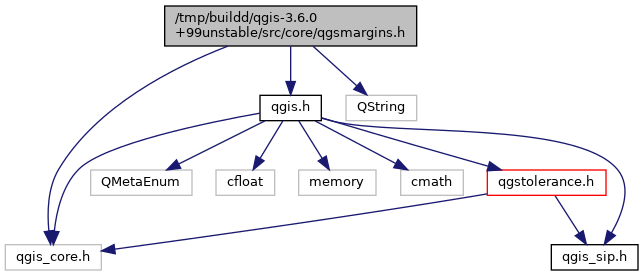 /tmp/buildd/qgis-3.6.0
+99unstable/src/core/qgsmargins.h
qgis.h
QString
QMetaEnum
cfloat
memory
cmath
qgstolerance.h
qgis_core.h
qgis_sip.h